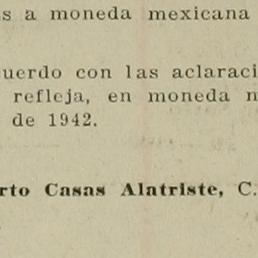 s a moneda mexicana
uerdo con las aclaraci
refleja, en moneda n
de 1942.
rto Casas Alatriste, C.